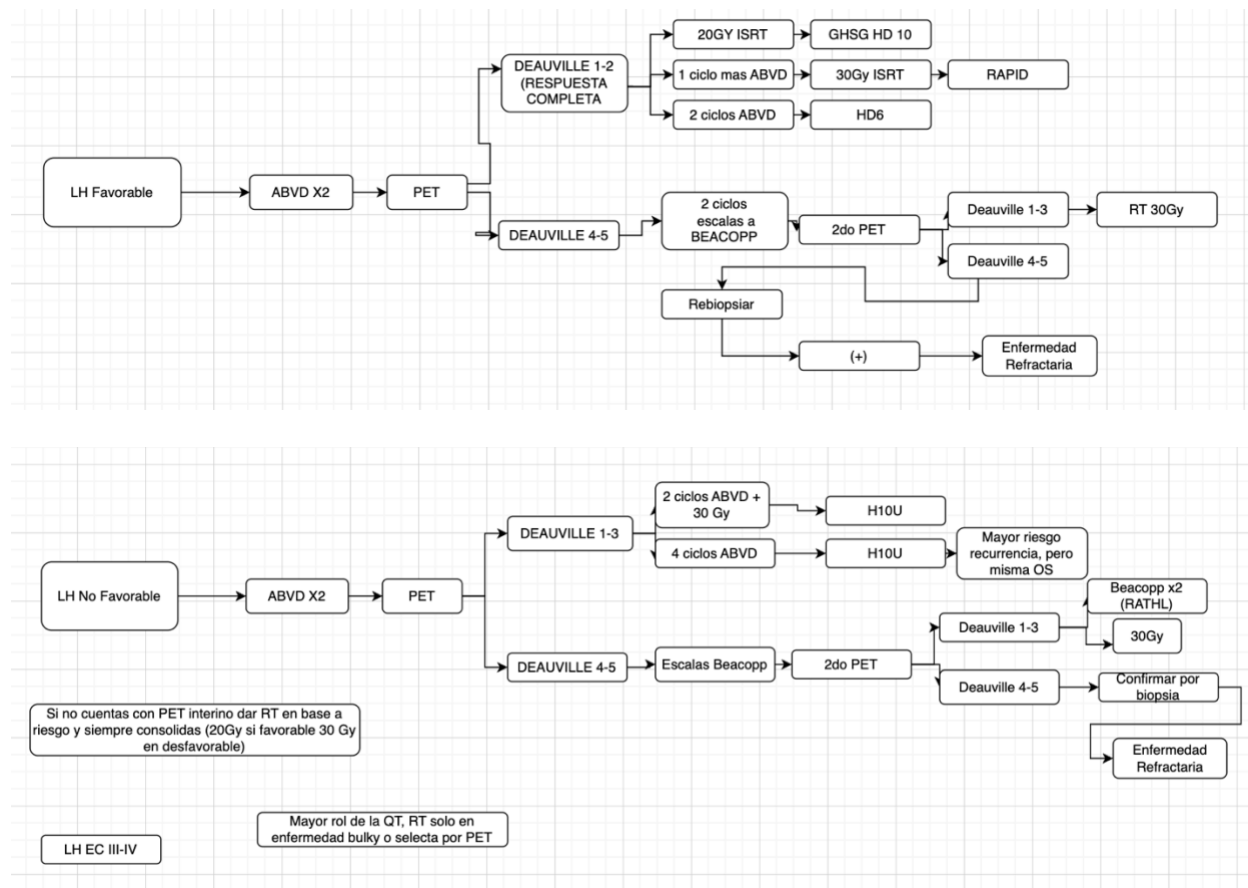 LH Favorable
ABVD X2
PET
DEAUVILLE 1-2
(RESPUESTA
COMPLETA
20GY ISRT
GHSG HD 10
1 ciclo mas ABVD
30Gy ISRT
RAPID
2 ciclos ABVD
HD6
DEAUVILLE 4-5
2 ciclos
escalas a
BEACOPP
2do PET
Deauville 1-3
RT 30Gy
Deauville 4-5
Rebiopsiar
(+)
Enfermedad
Refractaria
LH No Favorable
ABVD X2
PET
DEAUVILLE 1-3
2 ciclos ABVD +
30 Gy
H10U
4 ciclos ABVD
H10U
Mayor riesgo
recurrencia, pero
misma OS
DEAUVILLE 4-5
Escalas Beacopp
2do PET
Deauville 1-3
Beacopp x2
(RATHL)
30Gy
Deauville 4-5
Confirmar por
biopsia
Enfermedad
Refractaria
Si no cuentas con PET interino dar RT en base a
riesgo y siempre consolidas (20Gy si favorable 30 Gy
en desfavorable)
LH EC III-IV
Mayor rol de la QT, RT solo en
enfermedad bulky o selecta por PET